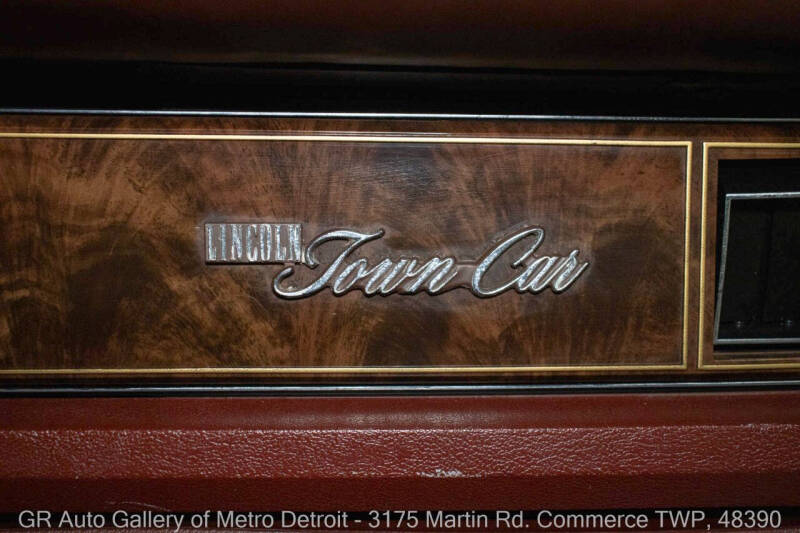 LINCOLN Town Car
GR Auto Gallery of Metro Detroit - 3175 Martin Rd. Commerce TWP, 48390